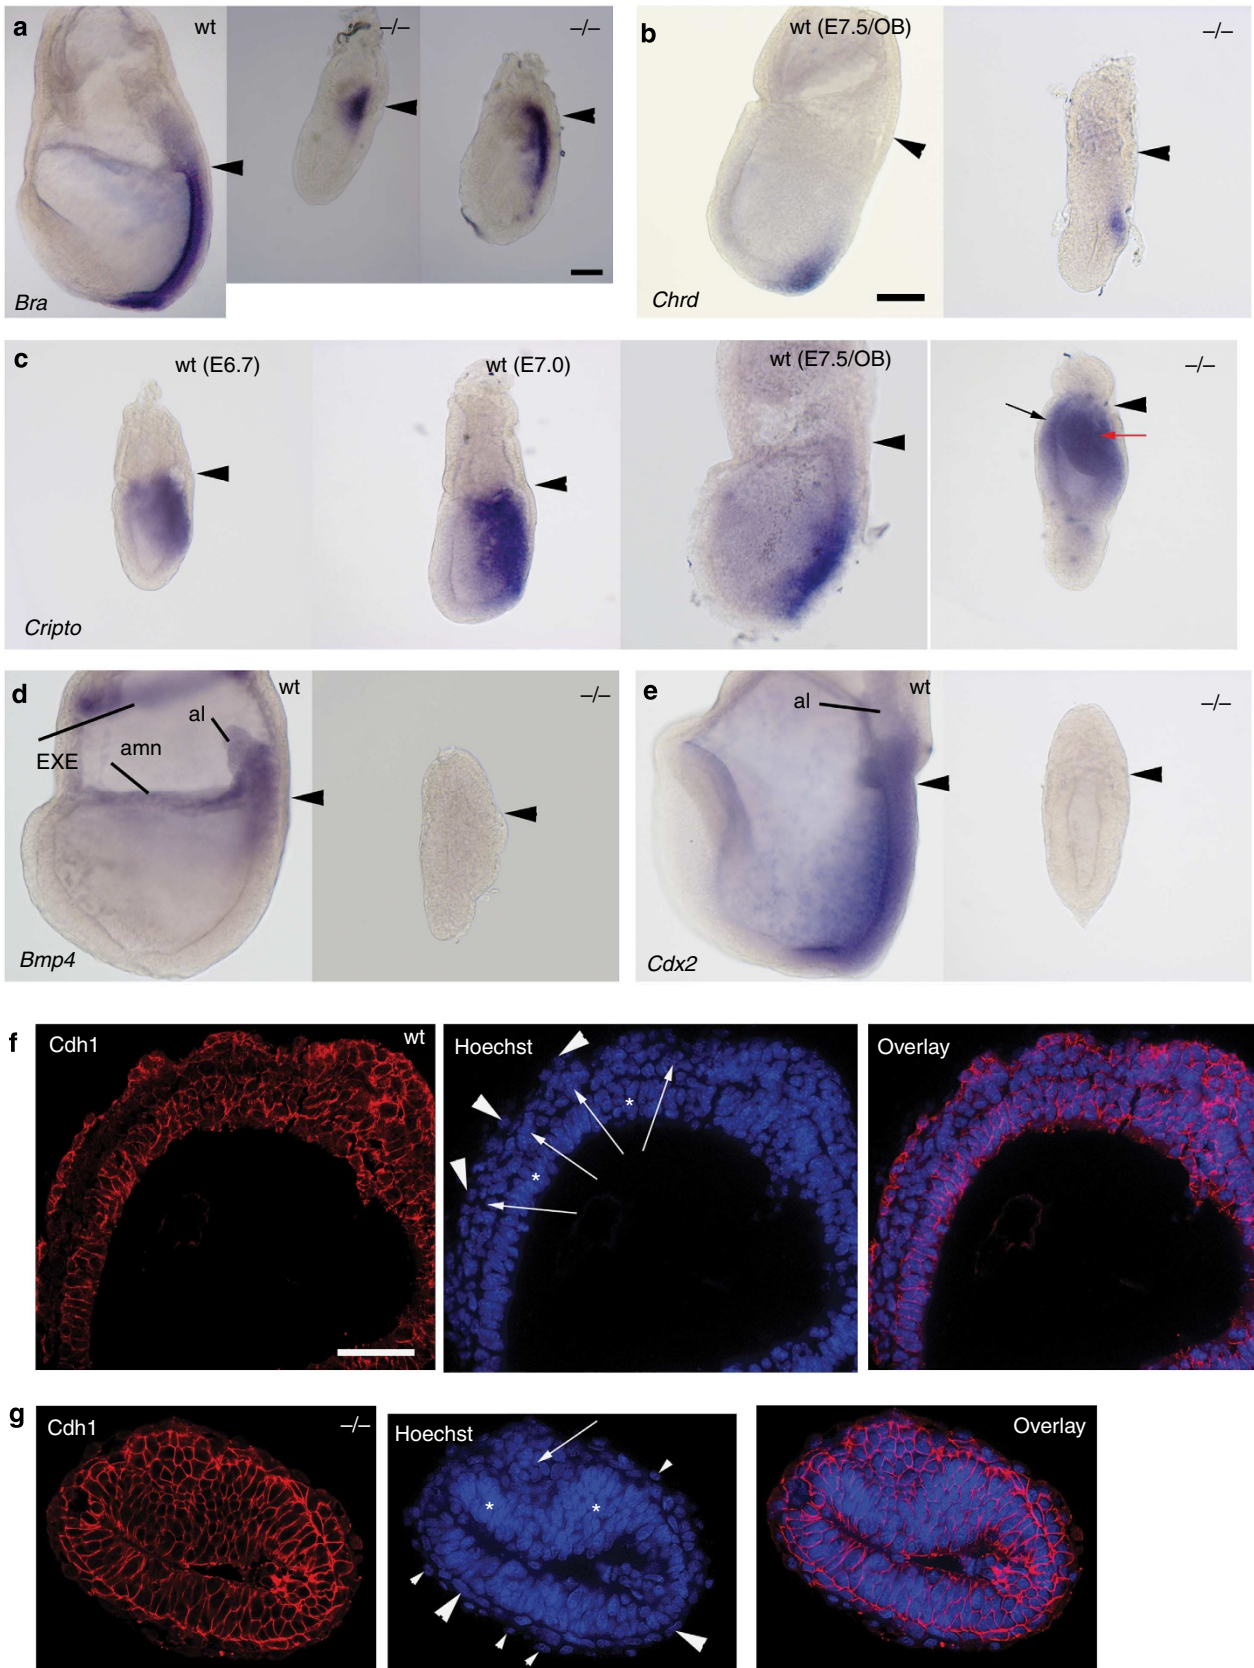 a
wt
–/–
–/–
Bra
b
wt (E7.5/OB)
–/–
Chrd
c
wt (E6.7)
wt (E7.0)
wt (E7.5/OB)
–/–
Cripto
d
wt
–/–
al
amn
EXE
Bmp4
e
al
wt
–/–
Cdx2
f
Cdh1
wt
Hoechst
*
*
Overlay
g
Cdh1
–/–
Hoechst
* *
Overlay